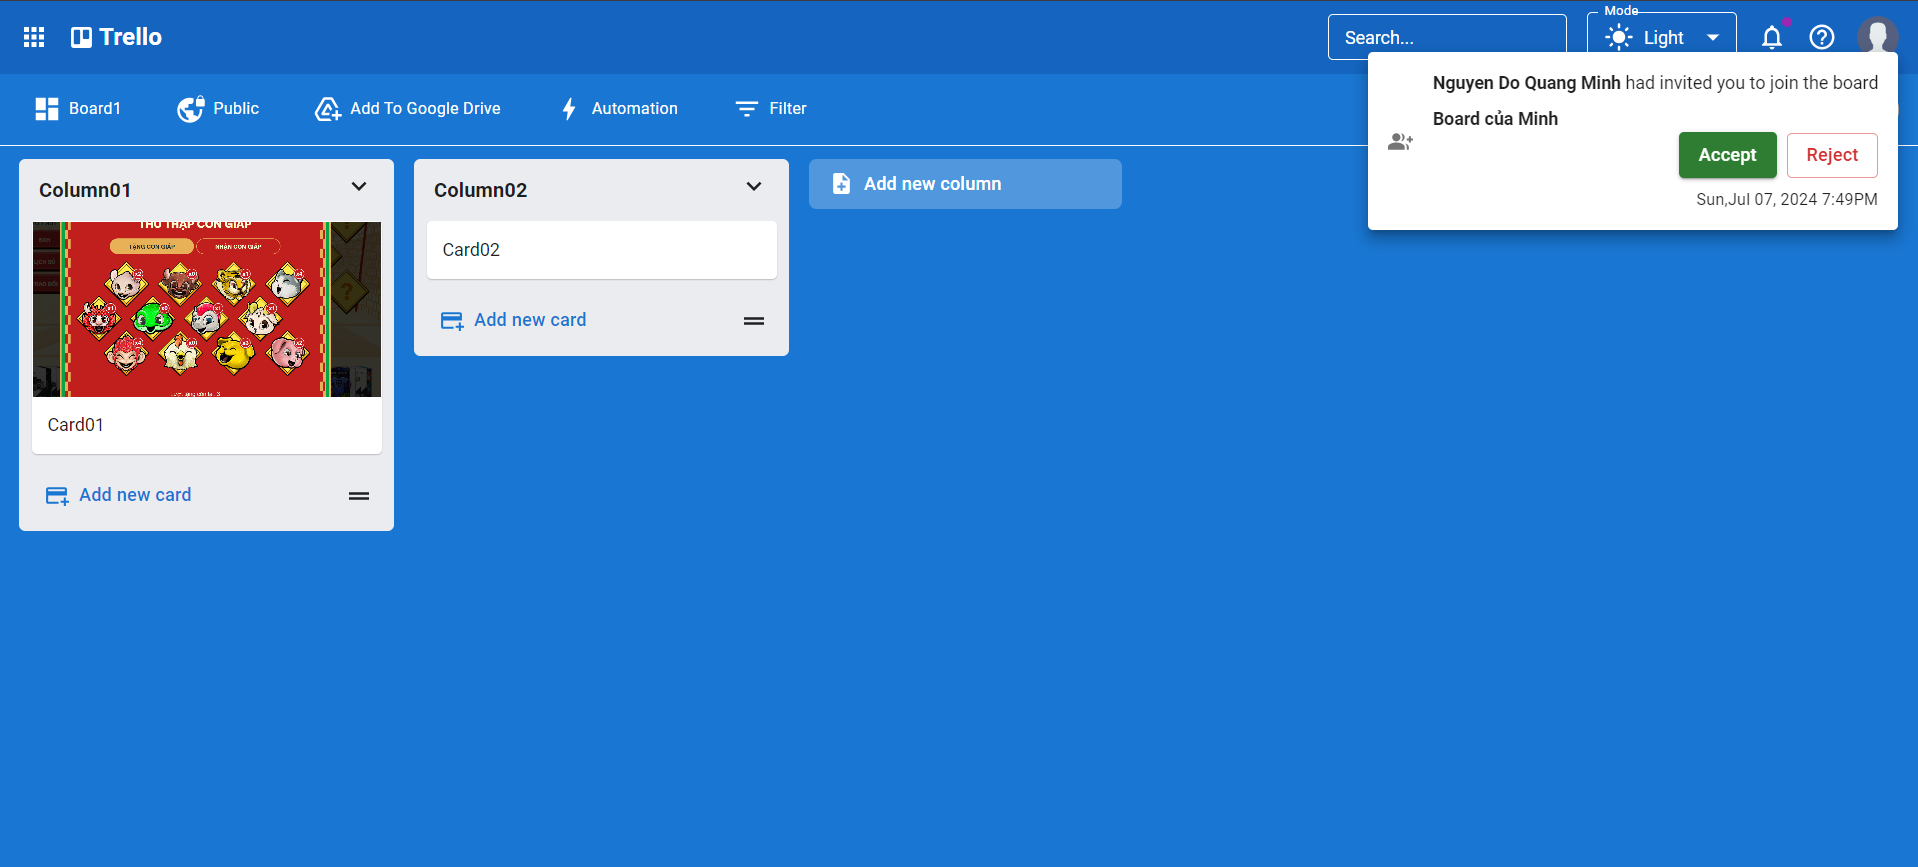 Trello
Search...
Mode
Light
Board1
Public
Add To Google Drive
Automation
Filter
Nguyen Do Quang Minh had invited you to join the board
Board của Minh
Accept
Reject
Sun,Jul 07, 2024 7:49PM
Column01
THU THẬP CON GIÁP
TẶNG CON GIÁP
NHẬN CON GIÁP
Card01
Add new card
Column02
Card02
Add new card
Add new column